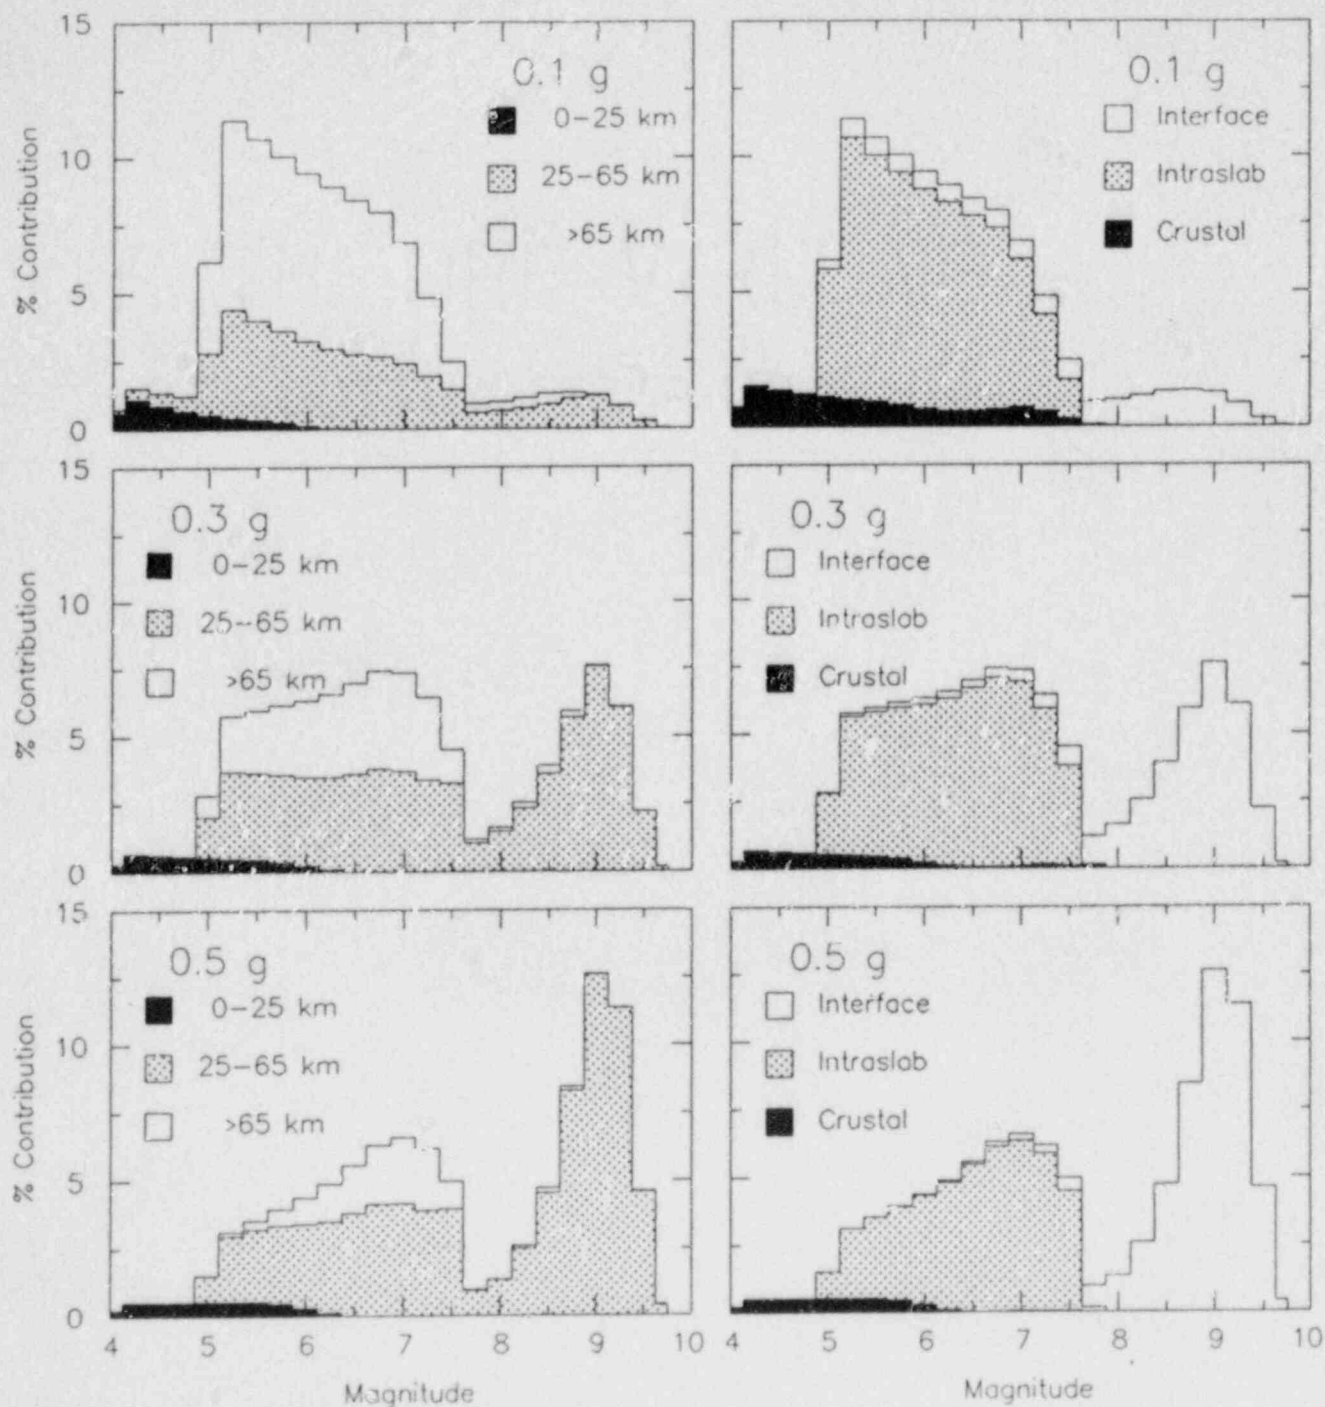 15
10
5
0
% Contribution
0.1 g
0-25 km
25-65 km
>65 km
0.1 g
Interface
Intraslab
Crustal
15
10
5
0
% Contribution
0.3 g
0-25 km
25-65 km
>65 km
0.3 g
Interface
Intraslab
Crustal
15
10
5
0
% Contribution
0.5 g
0-25 km
25-65 km
>65 km
0.5 g
Interface
Intraslab
Crustal
4 5 6 7 8 9 10
4 5 6 7 8 9 10
Magnitude
Magnitude